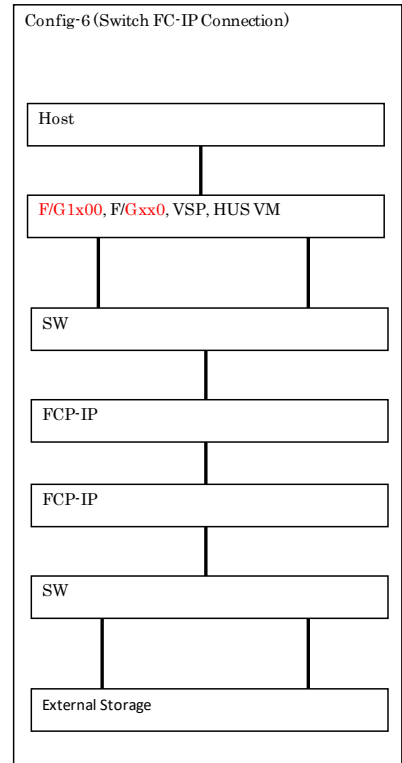 Config-6 (Switch FC-IP Connection)
Host
F/G1x00, F/Gxx0, VSP, HUS VM
SW
FCP-IP
FCP-IP
SW
External Storage